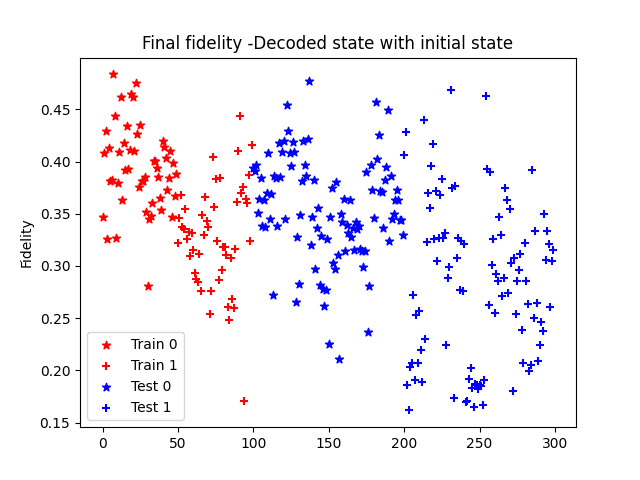 Final fidelity -Decoded state with initial state
0.45
0.40
0.35
0.30
0.25
0.20
0.15
Fidelity
Train 0
Train 1
Test 0
Test 1
0 50 100 150 200 250 300